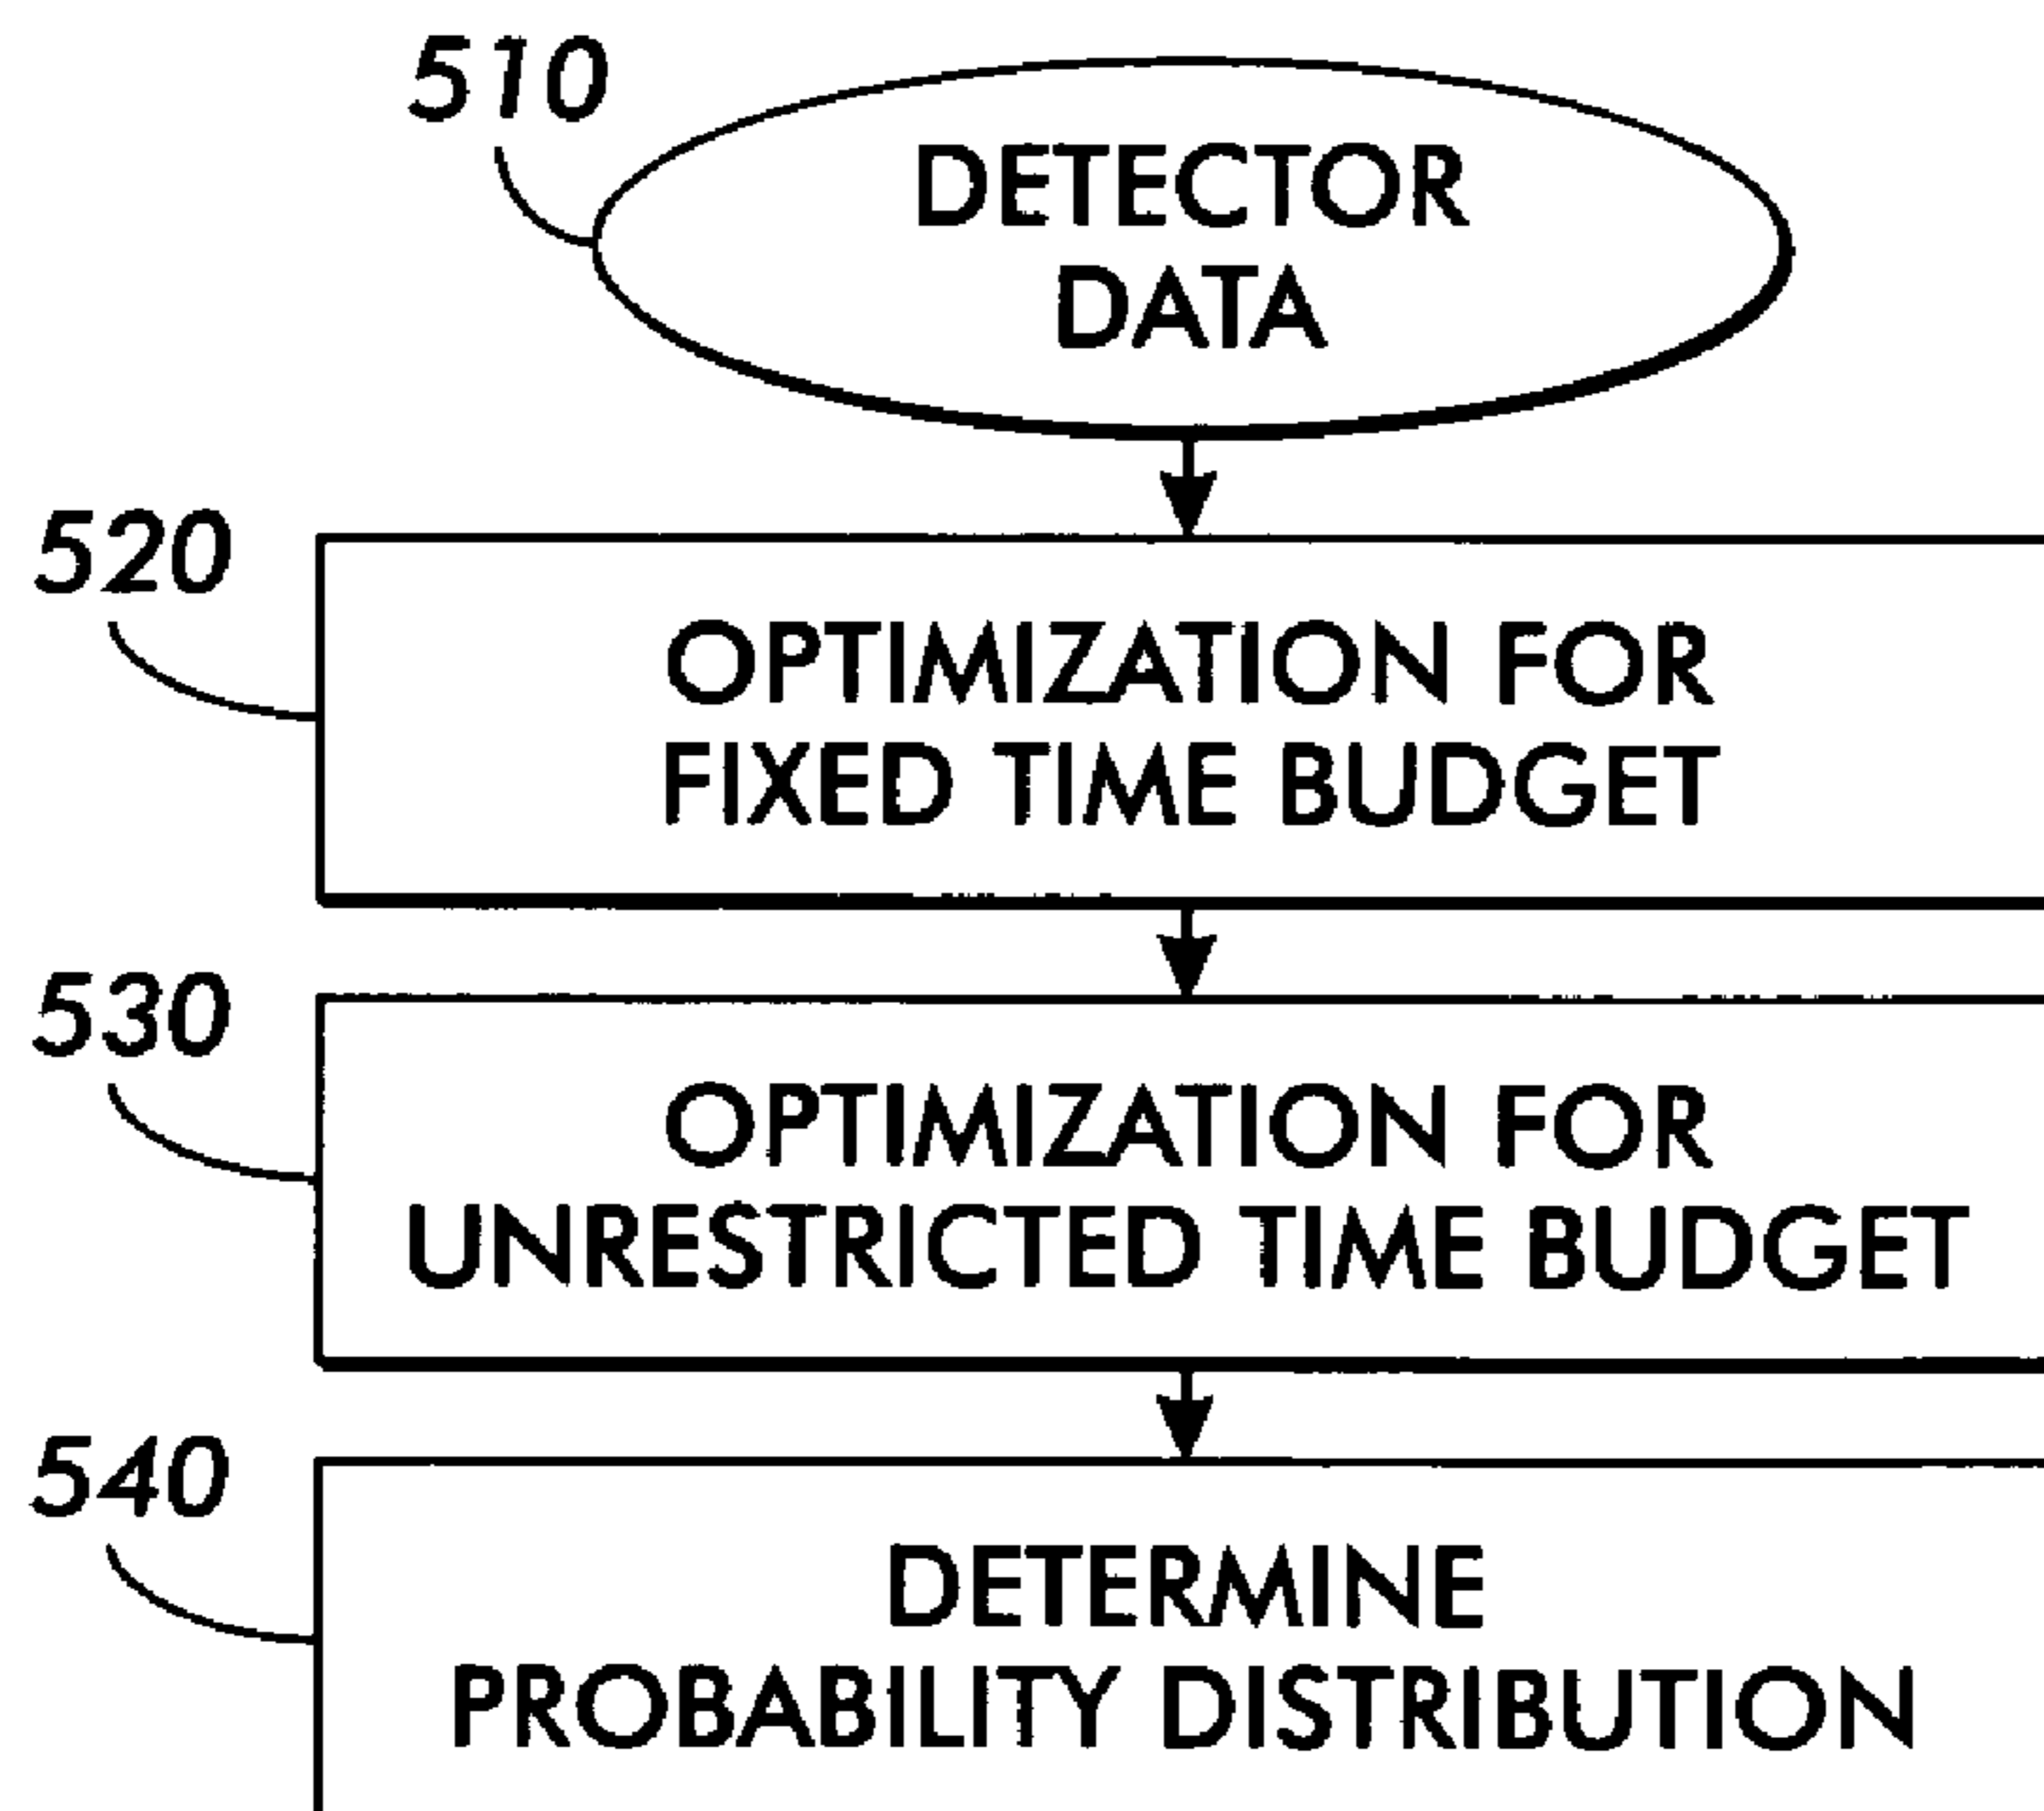 510
DETECTOR
DATA
520
OPTIMIZATION FOR
FIXED TIME BUDGET
530
OPTIMIZATION FOR
UNRESTRICTED TIME BUDGET
540
DETERMINE
PROBABILITY DISTRIBUTION